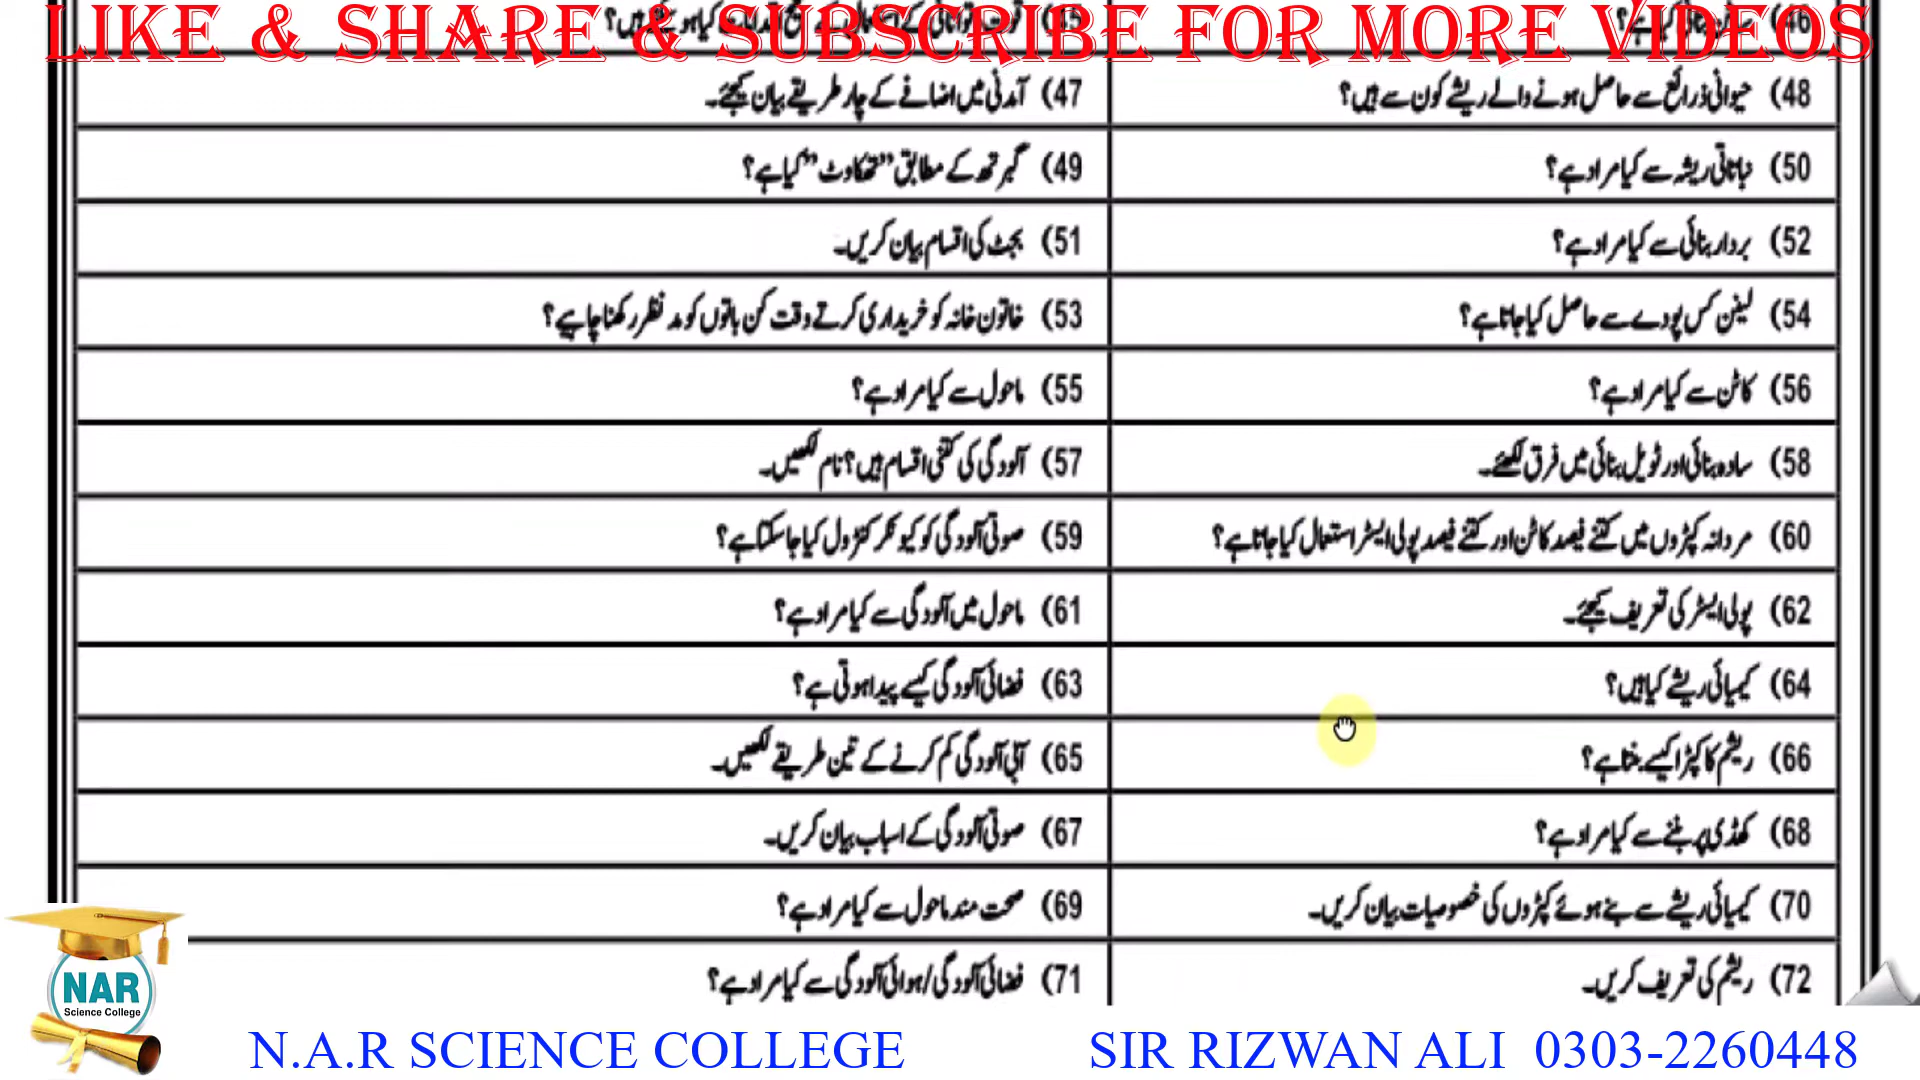 LIKE & SHARE & SUBSCRIBE FOR MORE VIDEOS
46)
45)
48) حیوانی ذرائع سے حاصل ہونے والے ریشے کون سے ہیں؟
47) آمدنی میں اضافے کے چار طریقے بیان کیجئے۔
50) نباتاتی ریشہ سے کیا مراد ہے؟
49) گبرتھ کے مطابق ”تھکاوٹ“ کیا ہے؟
52) بردار بنائی سے کیا مراد ہے؟
51) بجٹ کی اقسام بیان کریں۔
54) لینن کس پودے سے حاصل کیا جاتا ہے؟
53) خاتون خانہ کو خریداری کرتے وقت کن باتوں کو مد نظر رکھنا چاہیے؟
56) کاٹن سے کیا مراد ہے؟
55) ماحول سے کیا مراد ہے؟
58) سادہ بنائی اور ٹویل بنائی میں فرق لکھئے۔
57) آلودگی کی کتنی اقسام ہیں؟ نام لکھیں۔
60) مردانہ کپڑوں میں کتنے فیصد کاٹن اور کتنے فیصد پولی ایسٹر استعمال کیا جاتا ہے؟
59) صوتی آلودگی کو کیونکر کنٹرول کیا جا سکتا ہے؟
62) پولی ایسٹر کی تعریف کیجئے۔
61) ماحول میں آلودگی سے کیا مراد ہے؟
64) کیمیائی ریشے کیا ہیں؟
63) فضائی آلودگی کیسے پیدا ہوتی ہے؟
66) ریشم کا کپڑا کیسے بنتا ہے؟
65) آبی آلودگی کم کرنے کے تین طریقے لکھیں۔
68) کھڈی پر بننے سے کیا مراد ہے؟
67) صوتی آلودگی کے اسباب بیان کریں۔
70) کیمیائی ریشے سے بنے ہوئے کپڑوں کی خصوصیات بیان کریں۔
69) صحت مند ماحول سے کیا مراد ہے؟
72) ریشم کی تعریف کریں۔
71) فضائی آلودگی/ہوائی آلودگی سے کیا مراد ہے؟
NAR
Science College
N.A.R SCIENCE COLLEGE SIR RIZWAN ALI 0303-2260448